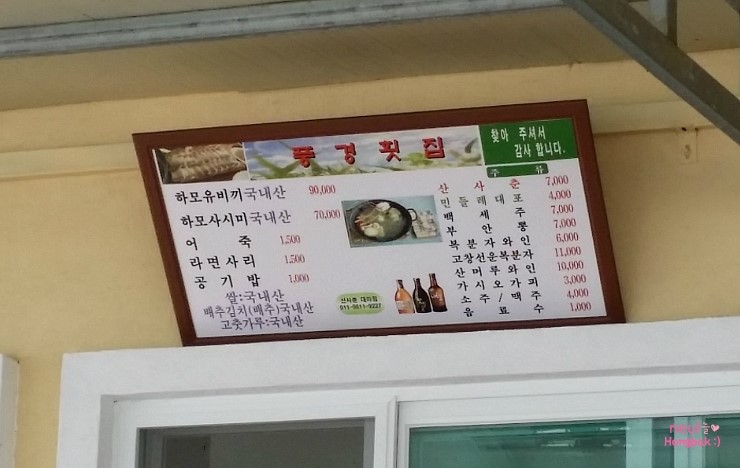 풍경횟집
찾아 주셔서
감사 합니다.
하모유비끼국내산 90,000
하모사시미국내산 70,000
어죽 1,500
라면사리 1,500
공기밥 1,000
쌀:국내산
배추김치(배추)국내산
고춧가루:국내산
주류
산사춘 7,000
민들레대포 4,000
백세주 7,000
부안뽕 7,000
복분자와인 6,000
고창선운복분자 11,000
산머루와인 10,000
가시오가피 3,000
소주/맥주 4,000
음료수 1,000
산사춘 대리점